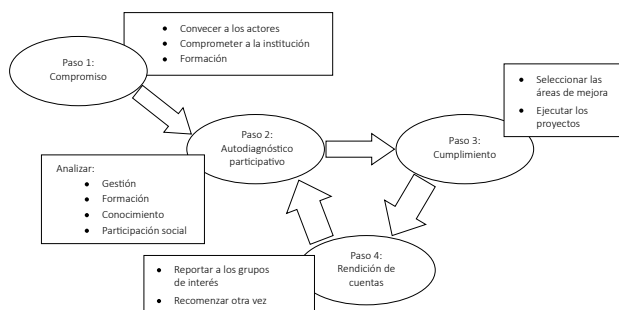 Paso 1:
Compromiso
Convecer a los actores
Comprometer a la institución
Formación
Paso 2:
Autodiagnóstico
participativo
Analizar:
Gestión
Formación
Conocimiento
Participación social
Paso 3:
Cumplimiento
Seleccionar las
áreas de mejora
Ejecutar los
proyectos
Paso 4:
Rendición de
cuentas
Reportar a los grupos
de interés
Recomenzar otra vez